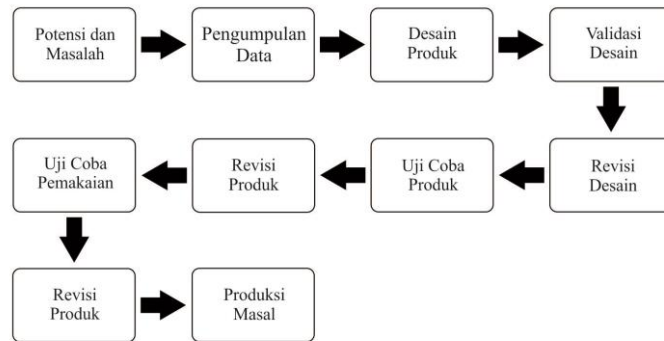 Potensi dan
Masalah
Pengumpulan
Data
Desain
Produk
Validasi
Desain
Revisi
Desain
Uji Coba
Produk
Revisi
Produk
Uji Coba
Pemakaian
Revisi
Produk
Produksi
Masal